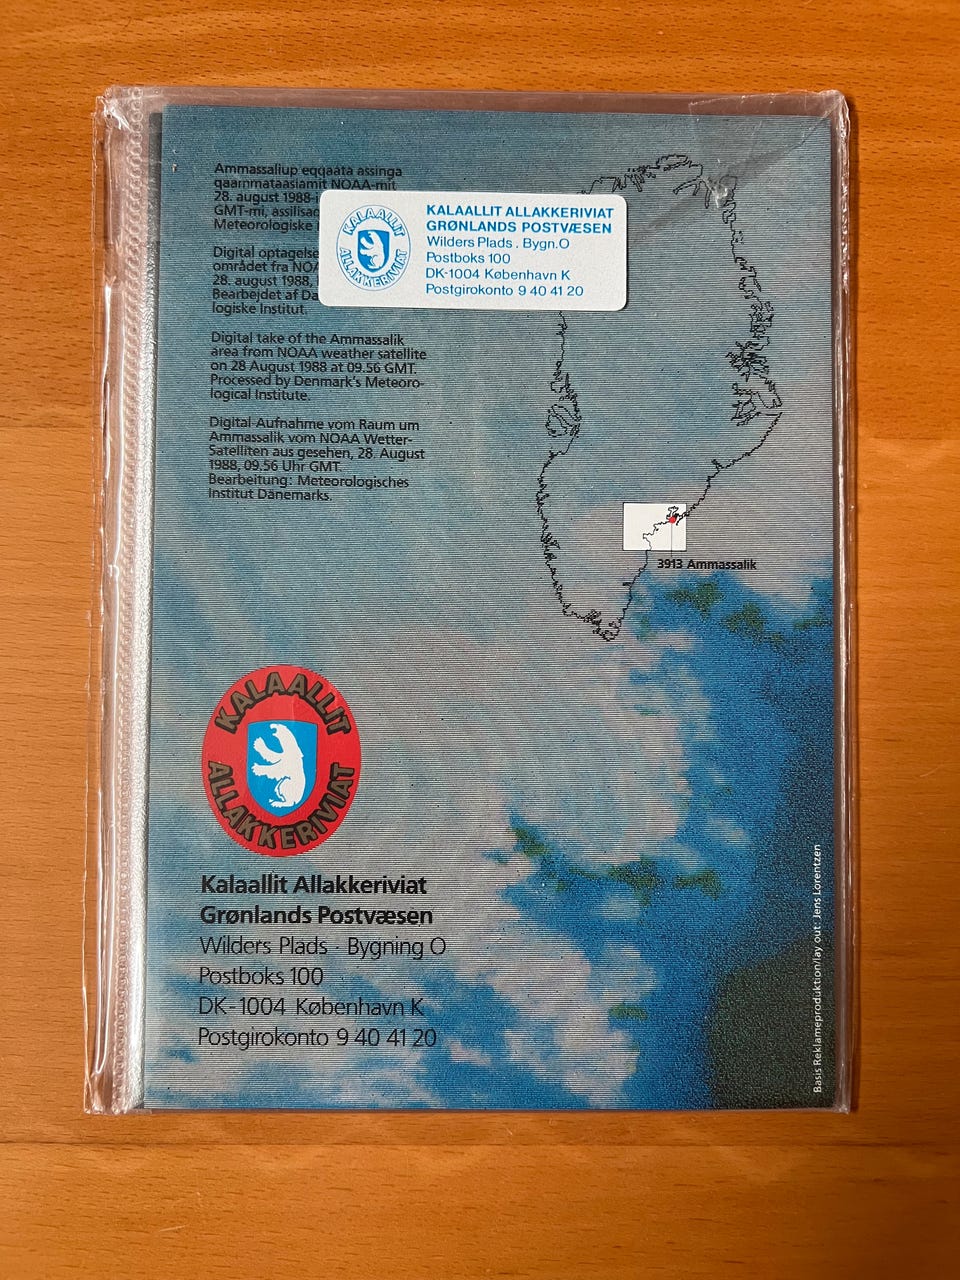 Ammassaliup eqqaata assinga
qaammataasiamit NOAA-mit
28. august 1988-i
GMT-mi, assilisaq
Meteorologiske
KALAALLIT
ALLAKKERIVIAT
KALAALLIT ALLAKKERIVIAT
GRØNLANDS POSTVÆSEN
Wilders Plads . Bygn.O
Postboks 100
DK-1004 København K
Postgirokonto 9 40 41 20
Digital optagelse
området fra NOA
28. august 1988,
Bearbejdet af Da
logiske Institut.
Digital take of the Ammassalik
area from NOAA weather satellite
on 28 August 1988 at 09.56 GMT.
Processed by Denmark's Meteoro-
logical Institute.
Digital-Aufnahme vom Raum um
Ammassalik vom NOAA Wetter-
Satelliten aus gesehen, 28. August
1988, 09.56 Uhr GMT.
Bearbeitung: Meteorologisches
Institut Dänemarks.
3913 Ammassalik
KALAALLIT
ALLAKKERIVIAT
Kalaallit Allakkeriviat
Grønlands Postvæsen
Wilders Plads · Bygning O
Postboks 100
DK-1004 København K
Postgirokonto 9 40 41 20
Basis Reklameproduktion/lay out: Jens Lorentzen